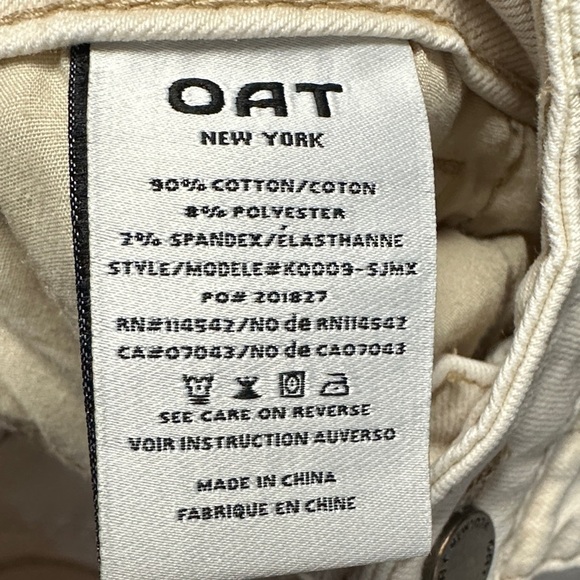 OAT
NEW YORK
90% COTTON/COTON
8% POLYESTER
2% SPANDEX/ÉLASTHANNE
STYLE/MODELE#K0009-SJMX
PO# 201827
RN#114542/NO de RN114542
CA#07043/NO de CA07043
SEE CARE ON REVERSE
VOIR INSTRUCTION AUVERSO
MADE IN CHINA
FABRIQUE EN CHINE